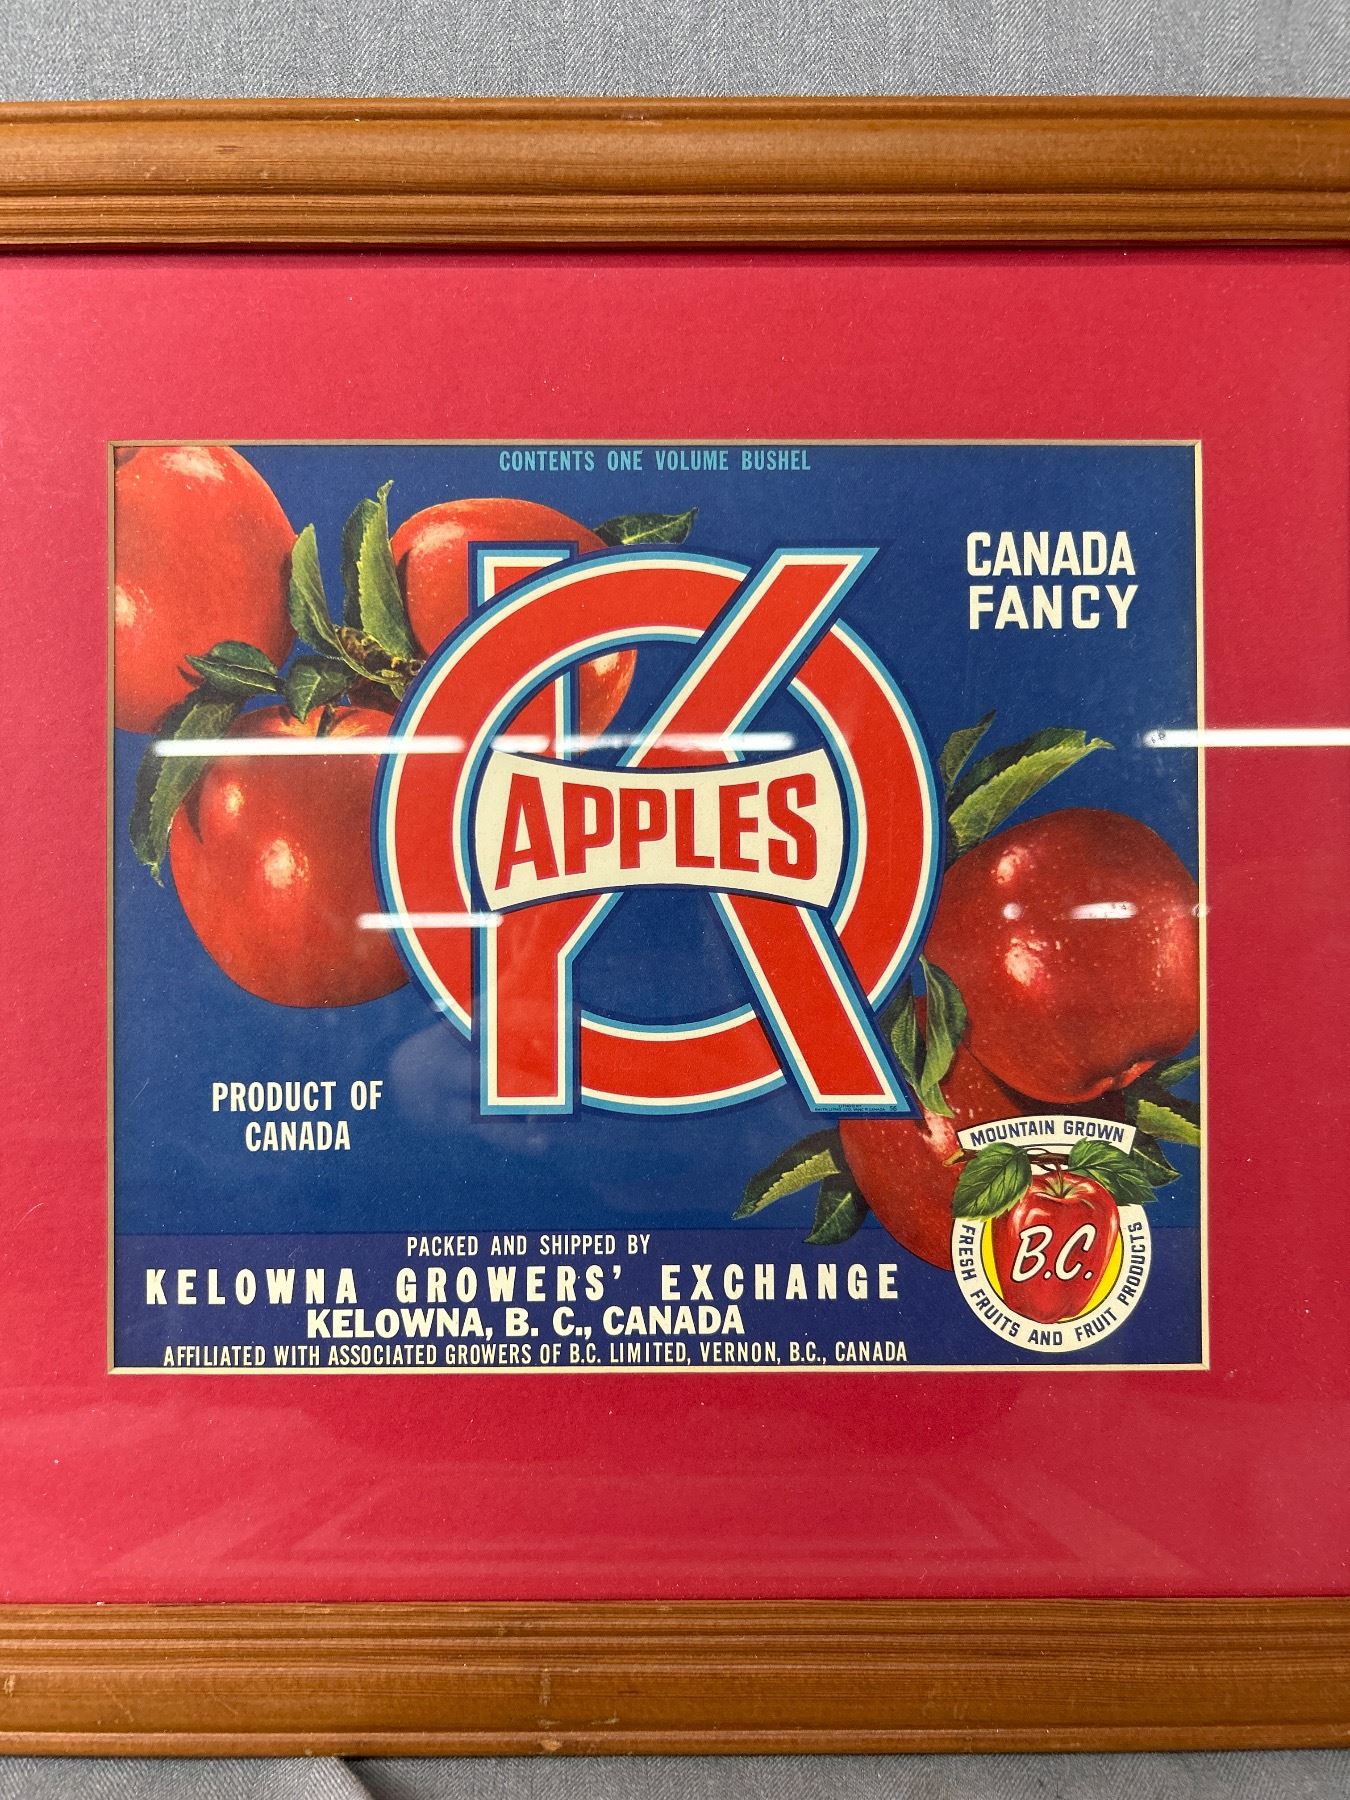 CONTENTS ONE VOLUME BUSHEL
CANADA
FANCY
OK
APPLES
PRODUCT OF
CANADA
MOUNTAIN GROWN
B.C.
FRESH FRUITS AND FRUIT PRODUCTS
PACKED AND SHIPPED BY
KELOWNA GROWERS' EXCHANGE
KELOWNA, B. C., CANADA
AFFILIATED WITH ASSOCIATED GROWERS OF B.C. LIMITED, VERNON, B.C., CANADA